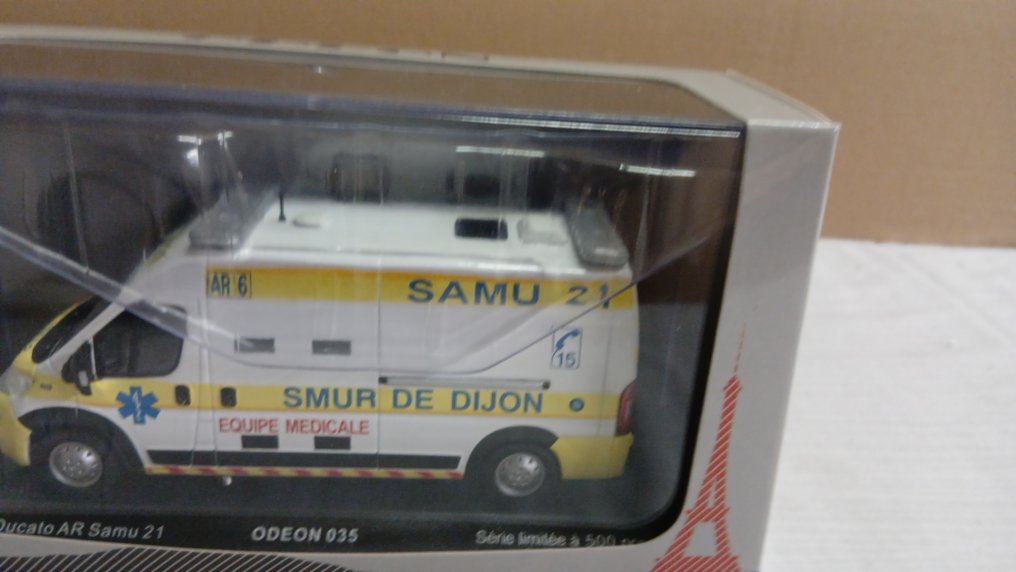 AR 6
SAMU 21
15
SMUR DE DIJON
EQUIPE MEDICALE
Ducato AR Samu 21
ODEON 035
Série limitée à 500